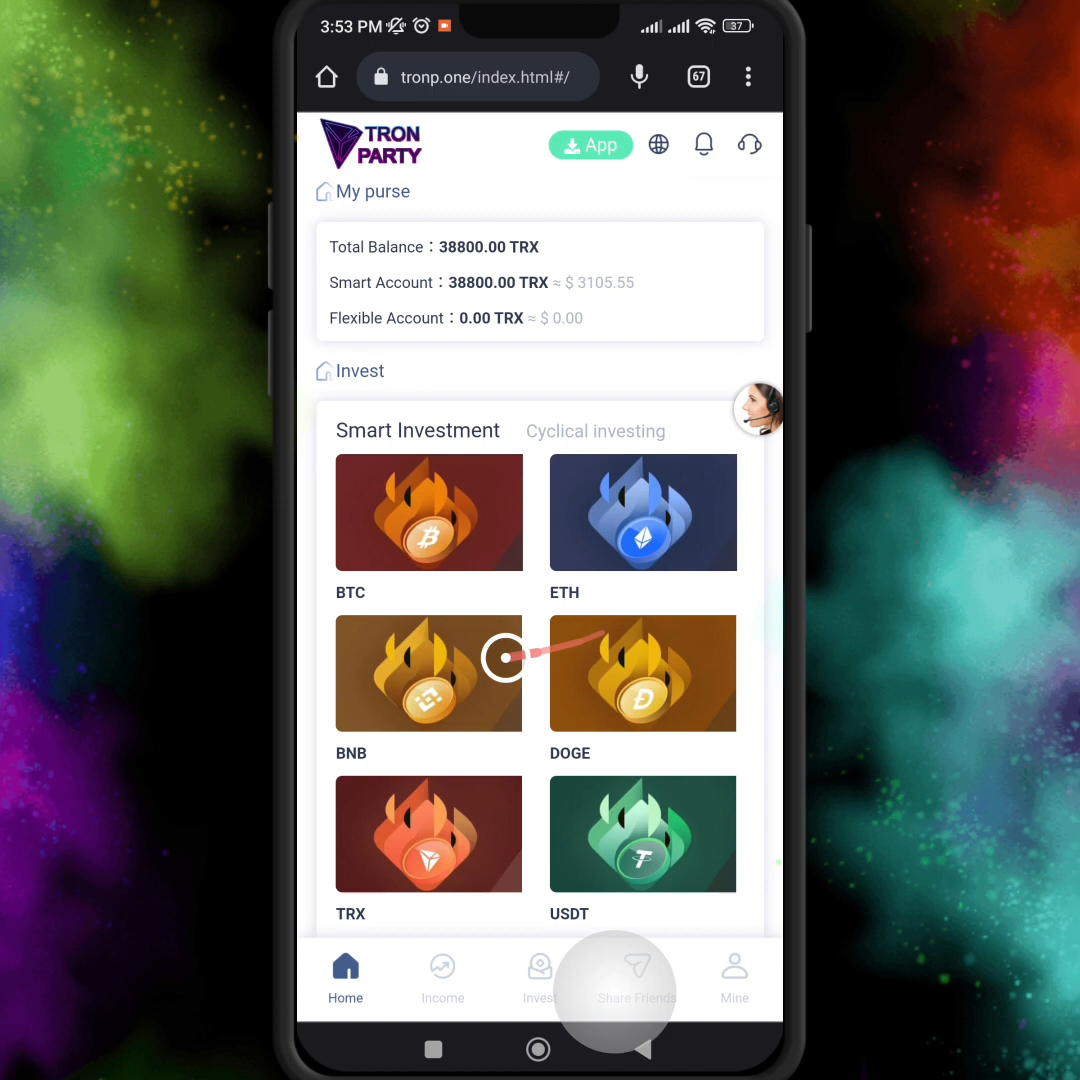 3:53 PM
37
tronp.one/index.html#/
67
TRON
PARTY
App
My purse
Total Balance：38800.00 TRX
Smart Account：38800.00 TRX ≈ $ 3105.55
Flexible Account：0.00 TRX ≈ $ 0.00
Invest
Smart Investment Cyclical investing
BTC ETH
BNB DOGE
TRX USDT
Home Income Invest Share Friends Mine